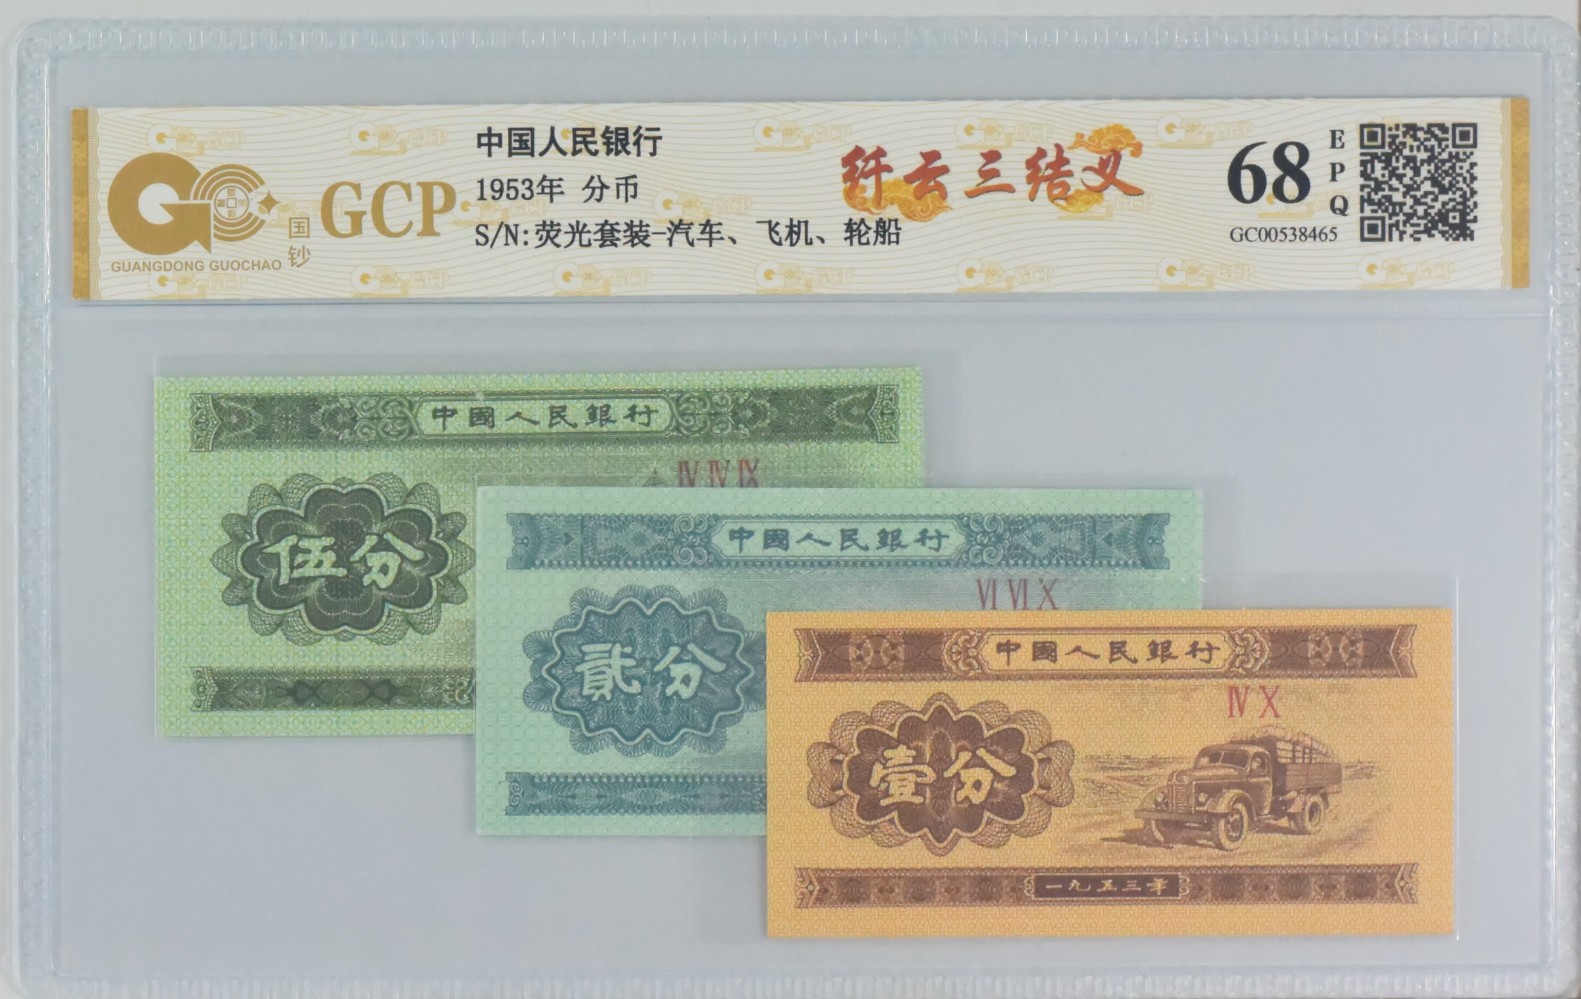 中国人民银行
1953年 分币
S/N:荧光套装-汽车、飞机、轮船
GCP
国钞
GUANGDONG GUOCHAO
纤云三结义
68
EPQ
GC00538465
中國人民銀行
Ⅳ Ⅳ Ⅸ
伍分
中國人民銀行
Ⅵ Ⅵ Ⅹ
貳分
中國人民銀行
Ⅳ Ⅹ
壹分
一九五三年